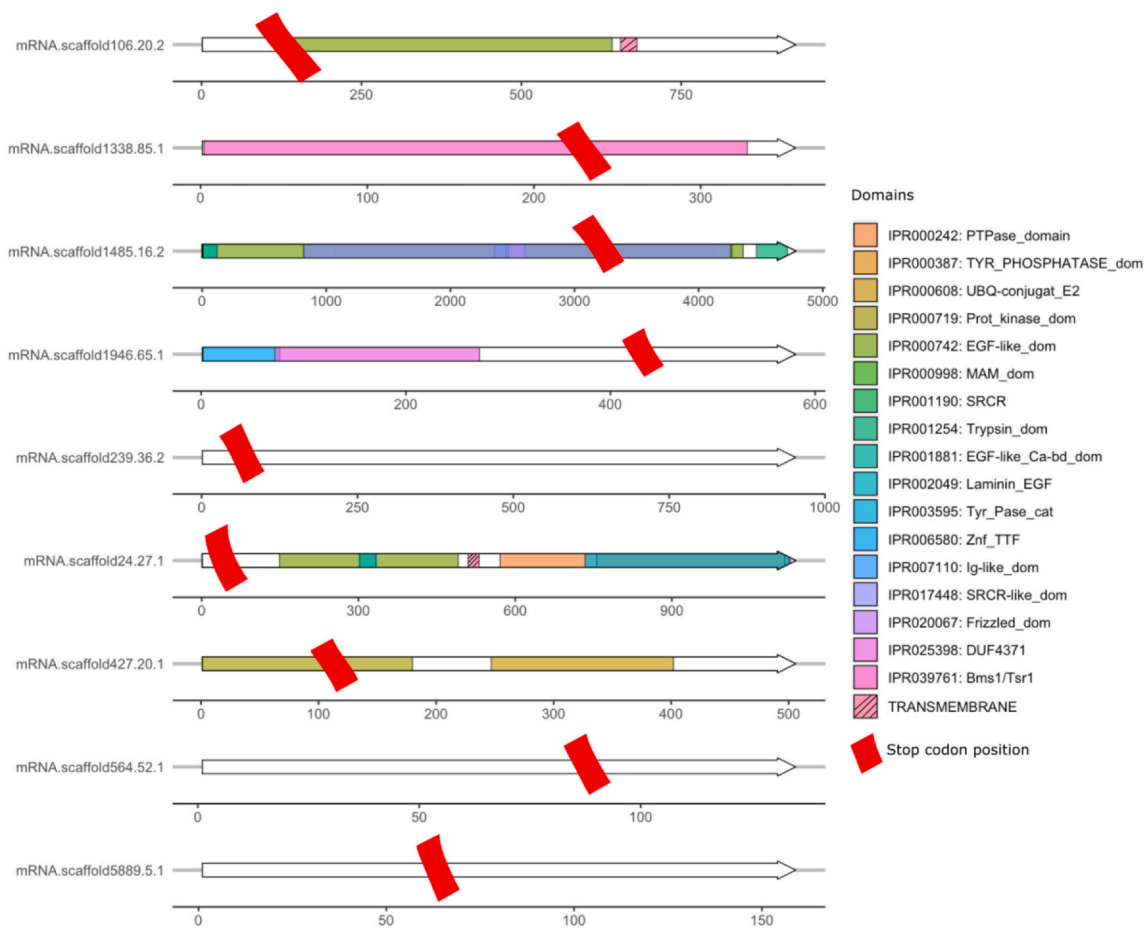 mRNA.scaffold106.20.2
0 250 500 750
mRNA.scaffold1338.85.1
0 100 200 300
mRNA.scaffold1485.16.2
0 1000 2000 3000 4000 5000
mRNA.scaffold1946.65.1
0 200 400 600
mRNA.scaffold239.36.2
0 250 500 750 1000
mRNA.scaffold24.27.1
0 300 600 900
mRNA.scaffold427.20.1
0 100 200 300 400 500
mRNA.scaffold564.52.1
0 50 100
mRNA.scaffold5889.5.1
0 50 100 150
Domains
IPR000242: PTPase_domain
IPR000387: TYR_PHOSPHATASE_dom
IPR000608: UBQ-conjugat_E2
IPR000719: Prot_kinase_dom
IPR000742: EGF-like_dom
IPR000998: MAM_dom
IPR001190: SRCR
IPR001254: Trypsin_dom
IPR001881: EGF-like_Ca-bd_dom
IPR002049: Laminin_EGF
IPR003595: Tyr_Pase_cat
IPR006580: Znf_TTF
IPR007110: Ig-like_dom
IPR017448: SRCR-like_dom
IPR020067: Frizzled_dom
IPR025398: DUF4371
IPR039761: Bms1/Tsr1
TRANSMEMBRANE
Stop codon position